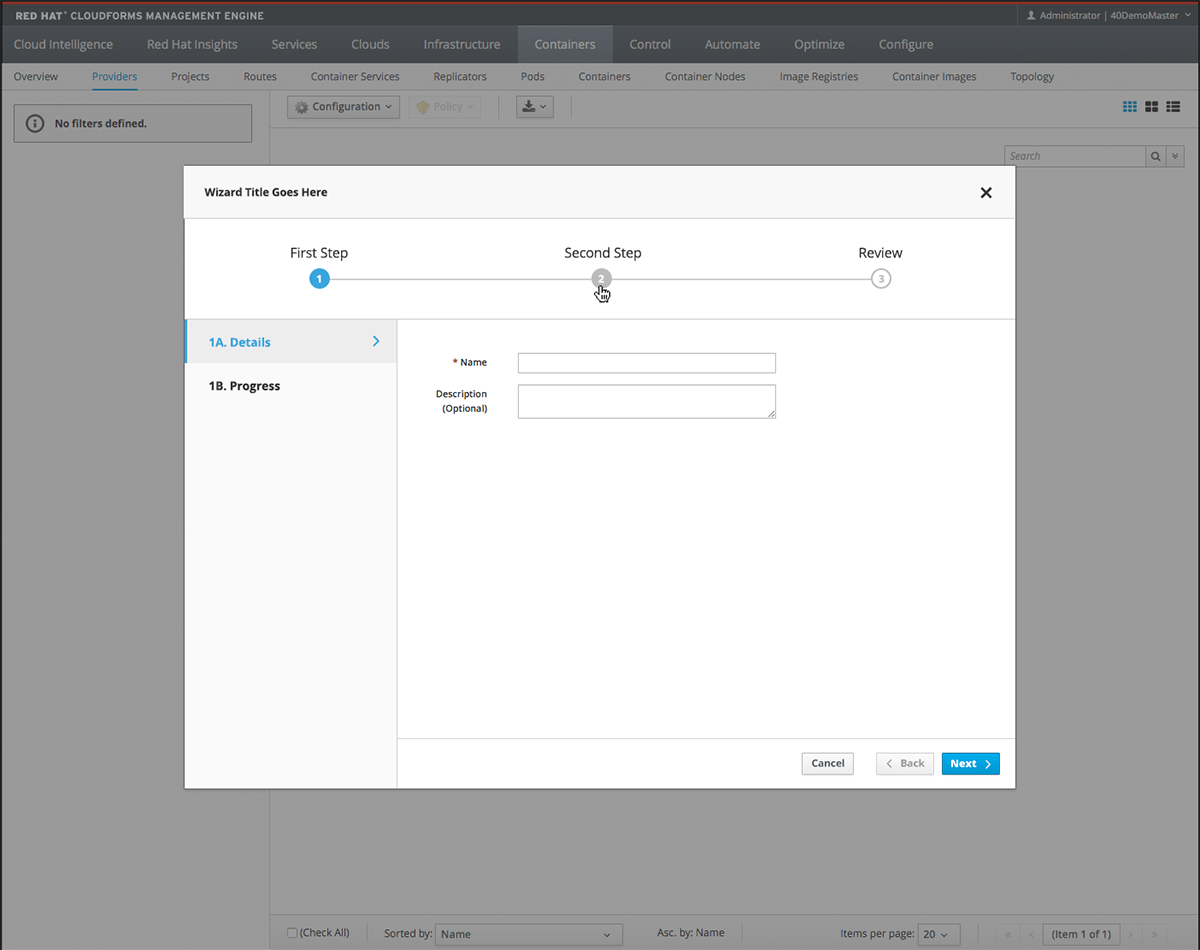 RED HAT® CLOUDFORMS MANAGEMENT ENGINE
Administrator | 40DemoMaster
Cloud Intelligence Red Hat Insights Services Clouds Infrastructure Containers Control Automate Optimize Configure
Overview Providers Projects Routes Container Services Replicators Pods Containers Container Nodes Image Registries Container Images Topology
No filters defined.
Configuration Policy
Search
Wizard Title Goes Here
First Step Second Step Review
1 2 3
1A. Details
1B. Progress
* Name
Description
(Optional)
Cancel Back Next
(Check All) Sorted by: Name Asc. by: Name Items per page: 20 (Item 1 of 1)